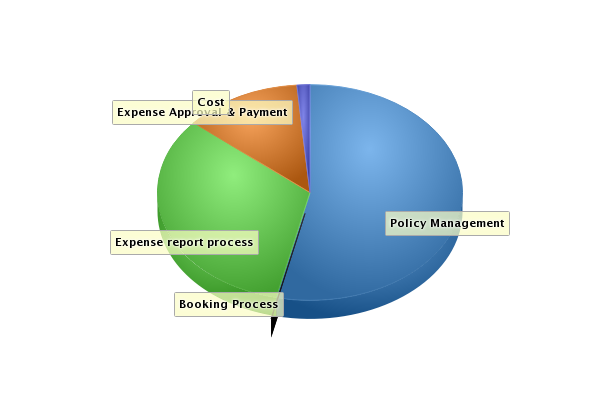 Cost
Expense Approval & Payment
Policy Management
Expense report process
Booking Process